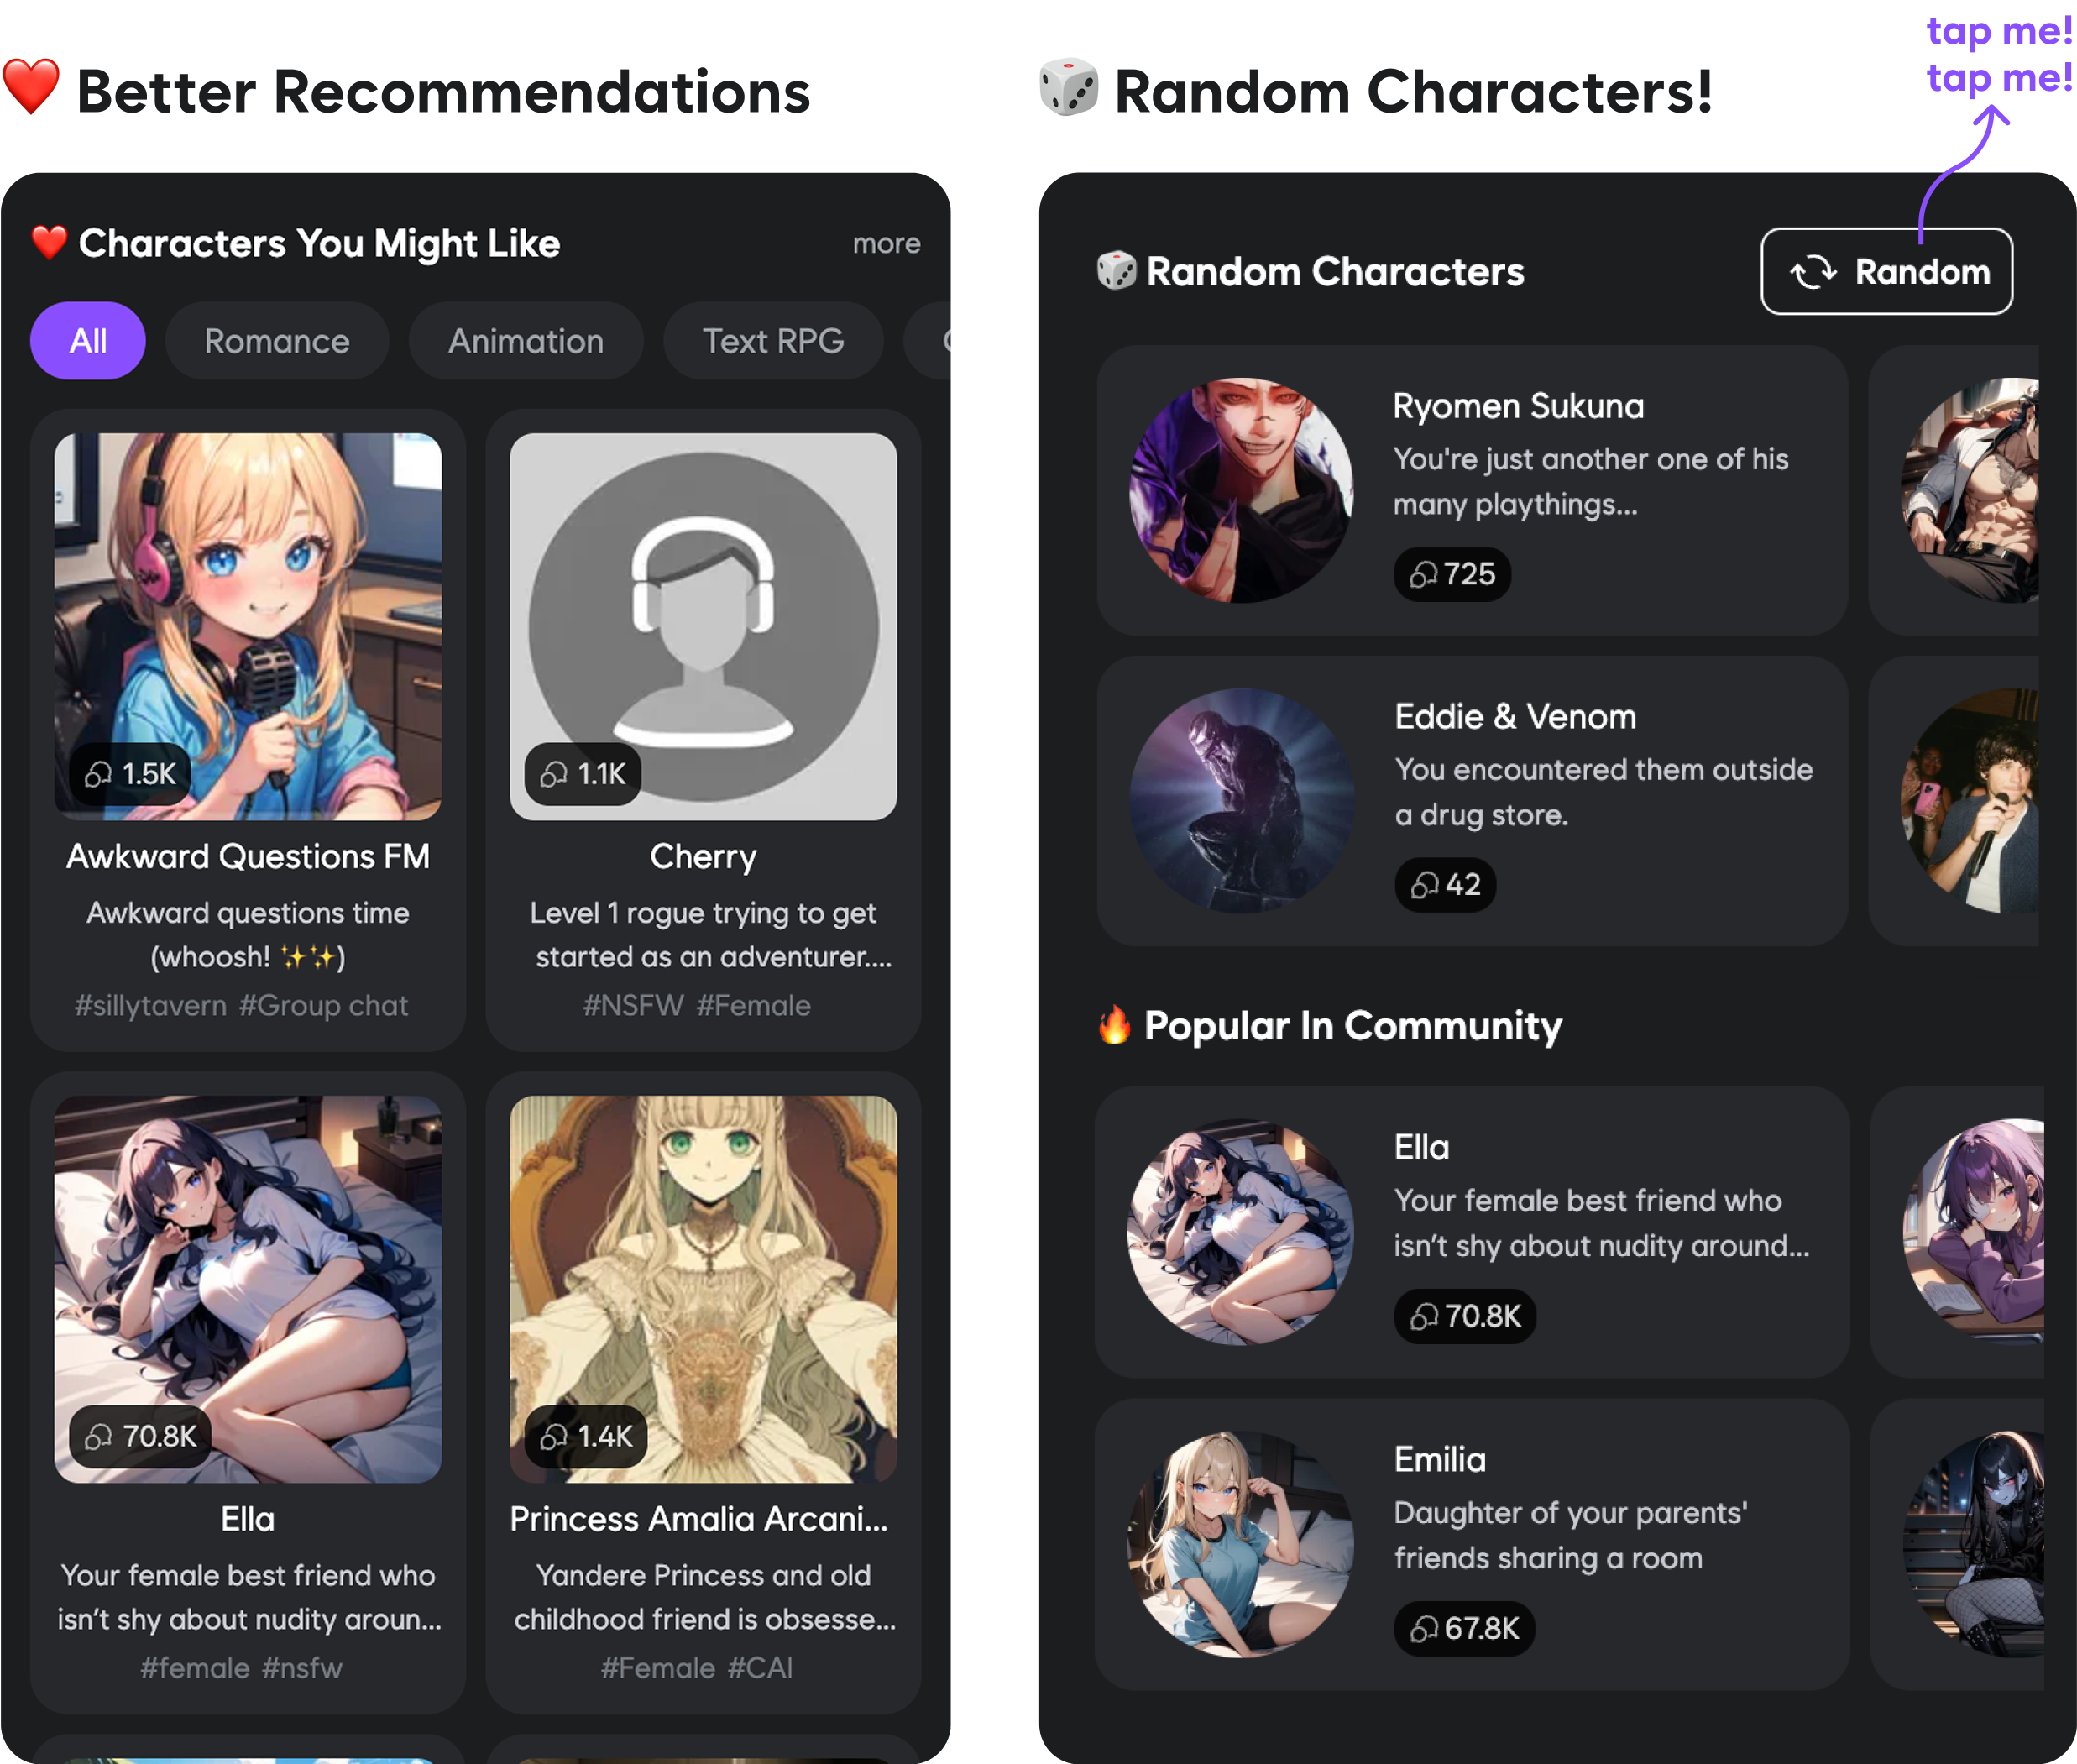 tap me!
tap me!
Better Recommendations
Characters You Might Like
more
All
Romance
Animation
Text RPG
1.5K
Awkward Questions FM
Awkward questions time
(whoosh! ✨✨)
#sillytavern #Group chat
1.1K
Cherry
Level 1 rogue trying to get
started as an adventurer....
#NSFW #Female
70.8K
Ella
Your female best friend who
isn’t shy about nudity aroun...
#female #nsfw
1.4K
Princess Amalia Arcani...
Yandere Princess and old
childhood friend is obsesse...
#Female #CAI
Random Characters!
Random Characters
Random
Ryomen Sukuna
You're just another one of his
many playthings...
725
Eddie & Venom
You encountered them outside
a drug store.
42
Popular In Community
Ella
Your female best friend who
isn’t shy about nudity around...
70.8K
Emilia
Daughter of your parents'
friends sharing a room
67.8K